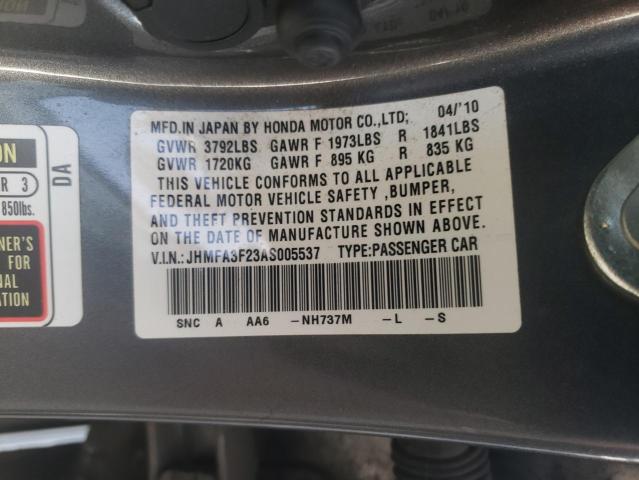 MFD.IN JAPAN BY HONDA MOTOR CO.,LTD; 04/'10
GVWR 3792LBS GAWR F 1973LBS R 1841LBS
GVWR 1720KG GAWR F 895 KG R 835 KG
THIS VEHICLE CONFORMS TO ALL APPLICABLE
FEDERAL MOTOR VEHICLE SAFETY ,BUMPER,
AND THEFT PREVENTION STANDARDS IN EFFECT
ON THE DATE OF MANUFACTURE SHOWN ABOVE.
V.I.N.:JHMFA3F23AS005537 TYPE:PASSENGER CAR
SNC A AA6 -NH737M -L -S
ON
R 3
850lbs.
NER'S
FOR
NAL
ATION
DA